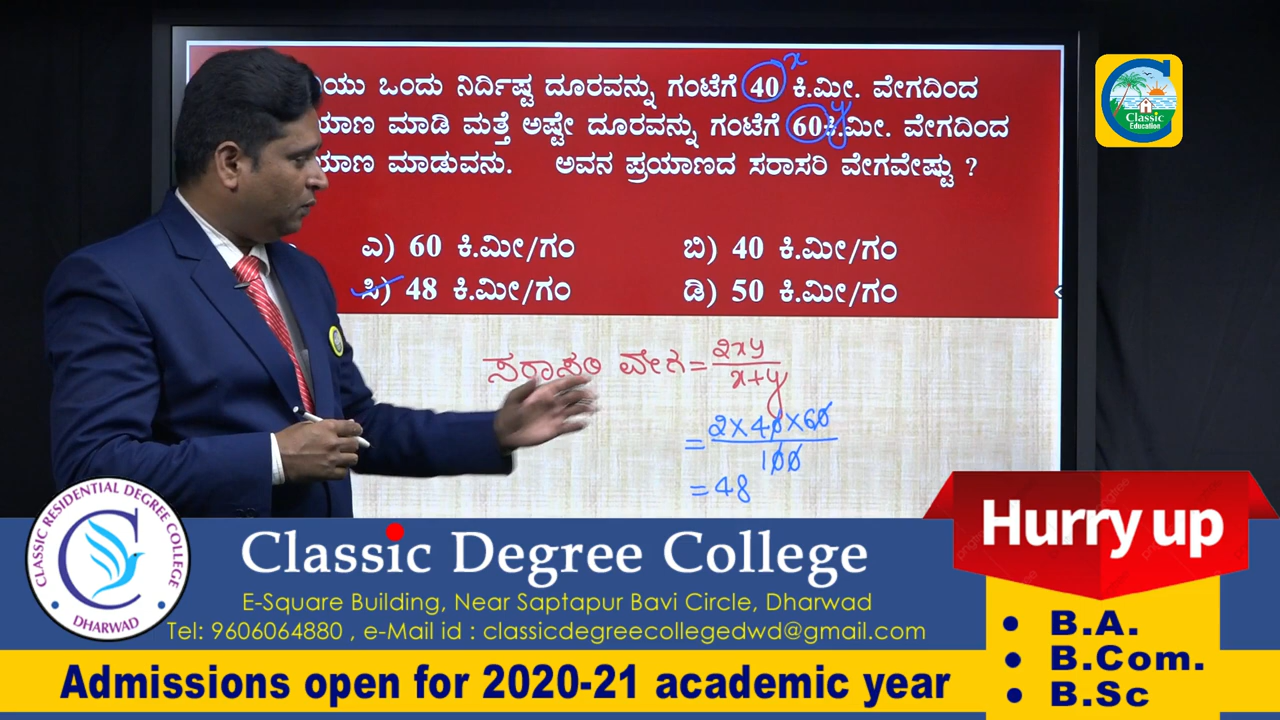 ಯು ಒಂದು ನಿರ್ದಿಷ್ಟ ದೂರವನ್ನು ಗಂಟೆಗೆ 40 ಕಿ.ಮೀ. ವೇಗದಿಂದ
x
ಯಾಣ ಮಾಡಿ ಮತ್ತೆ ಅಷ್ಟೇ ದೂರವನ್ನು ಗಂಟೆಗೆ 60ಕಿ.ಮೀ. ವೇಗದಿಂದ
y
ಯಾಣ ಮಾಡುವನು. ಅವನ ಪ್ರಯಾಣದ ಸರಾಸರಿ ವೇಗವೇಷ್ಟು ?
ಎ) 60 ಕಿ.ಮೀ/ಗಂ ಬಿ) 40 ಕಿ.ಮೀ/ಗಂ
ಸಿ) 48 ಕಿ.ಮೀ/ಗಂ ಡಿ) 50 ಕಿ.ಮೀ/ಗಂ
ಸರಾಸರಿ ವೇಗ = 2xy
x+y
= 2×40×60
100
= 48
Classic
Education
CLASSIC RESIDENTIAL DEGREE COLLEGE
DHARWAD
Classic Degree College
E-Square Building, Near Saptapur Bavi Circle, Dharwad
Tel: 9606064880 , e-Mail id : classicdegreecollegedwd@gmail.com
Admissions open for 2020-21 academic year
Hurry up
• B.A.
• B.Com.
• B.Sc